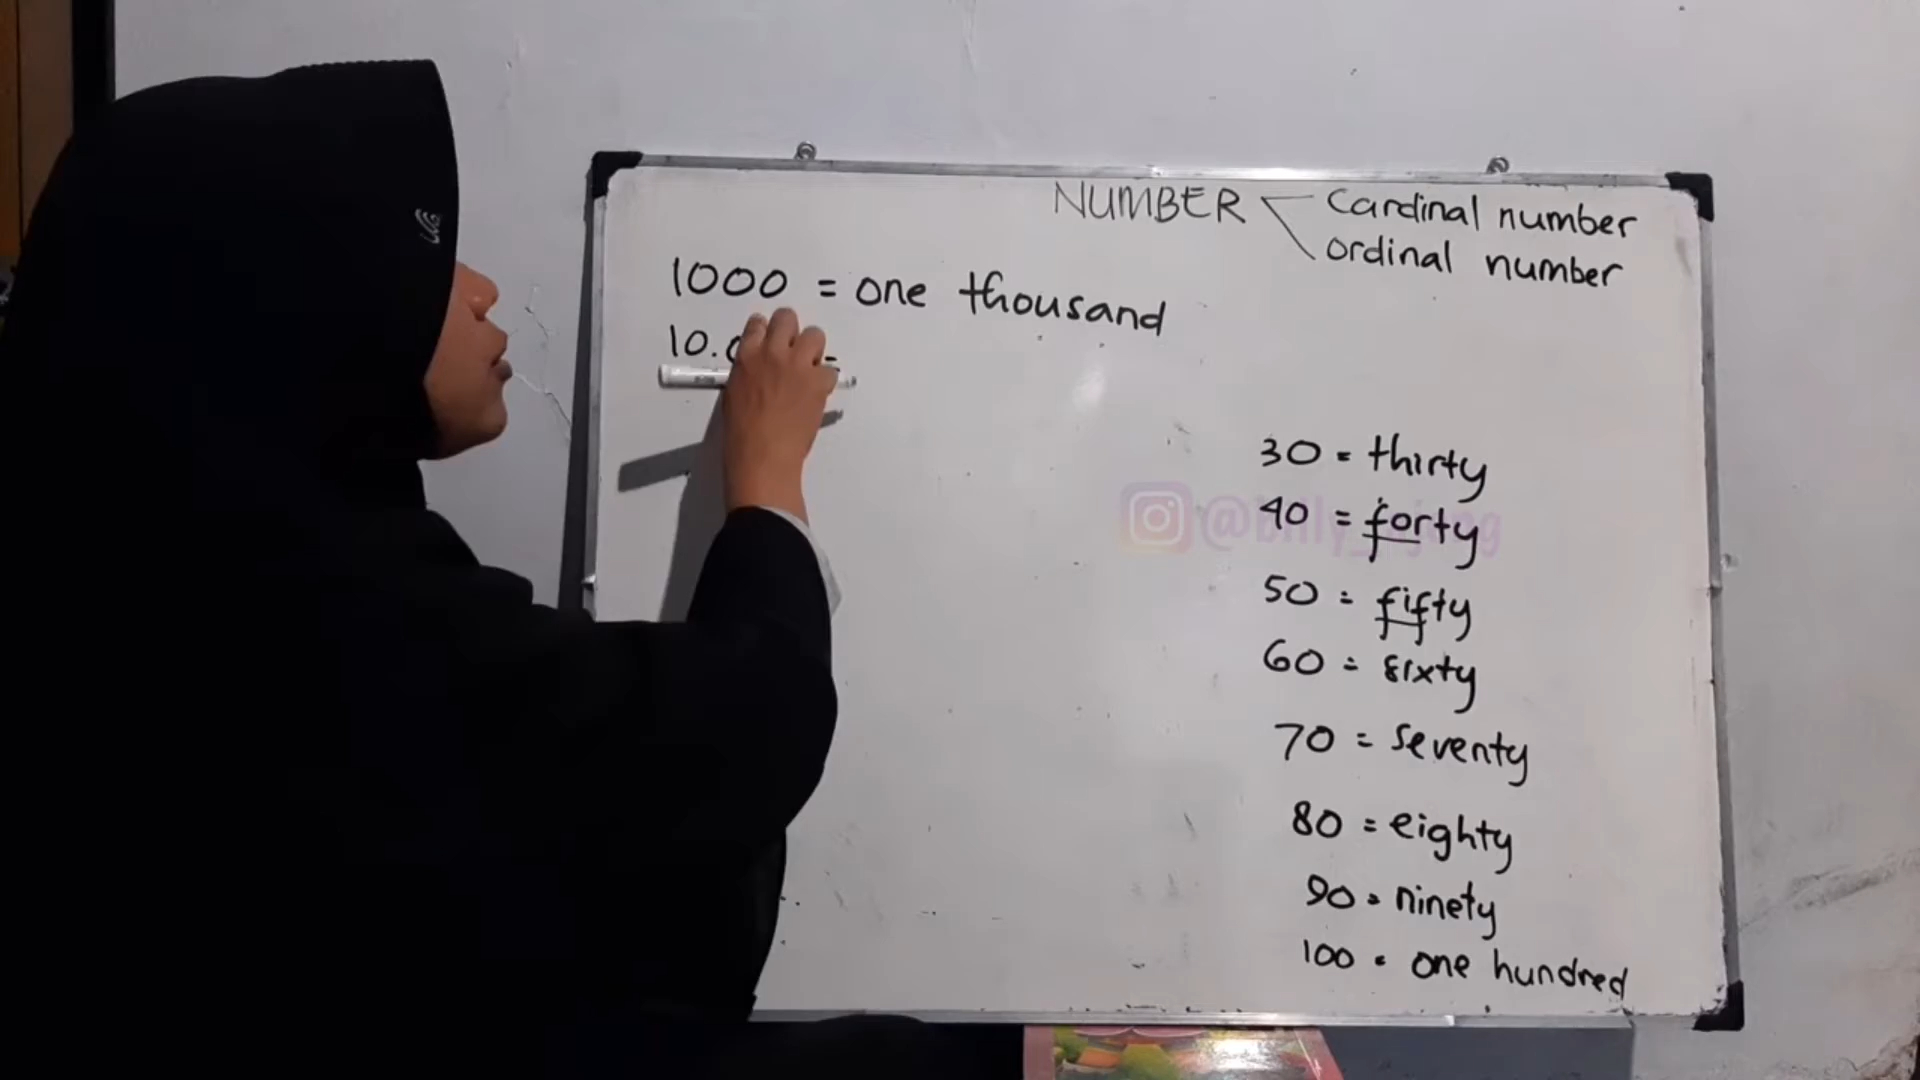 NUMBER
Cardinal number
ordinal number
1000 = one thousand
10.
30 = thirty
40 = forty
50 = fifty
60 = sixty
70 = seventy
80 = eighty
90 = ninety
100 = one hundred